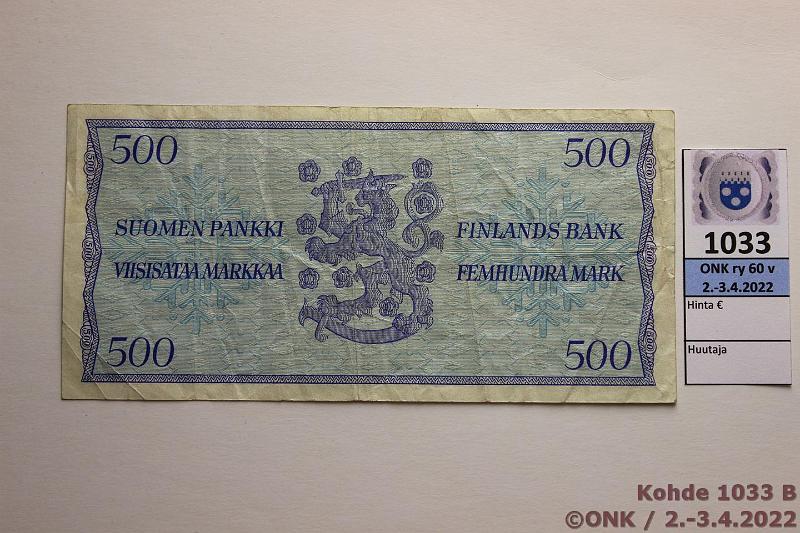 500 500
SUOMEN PANKKI FINLANDS BANK
VIISISATAA MARKKAA FEMHUNDRA MARK
500 500
1033
ONK ry 60 v
2.-3.4.2022
Hinta €
Huutaja
Kohde 1033 B
©ONK / 2.-3.4.2022